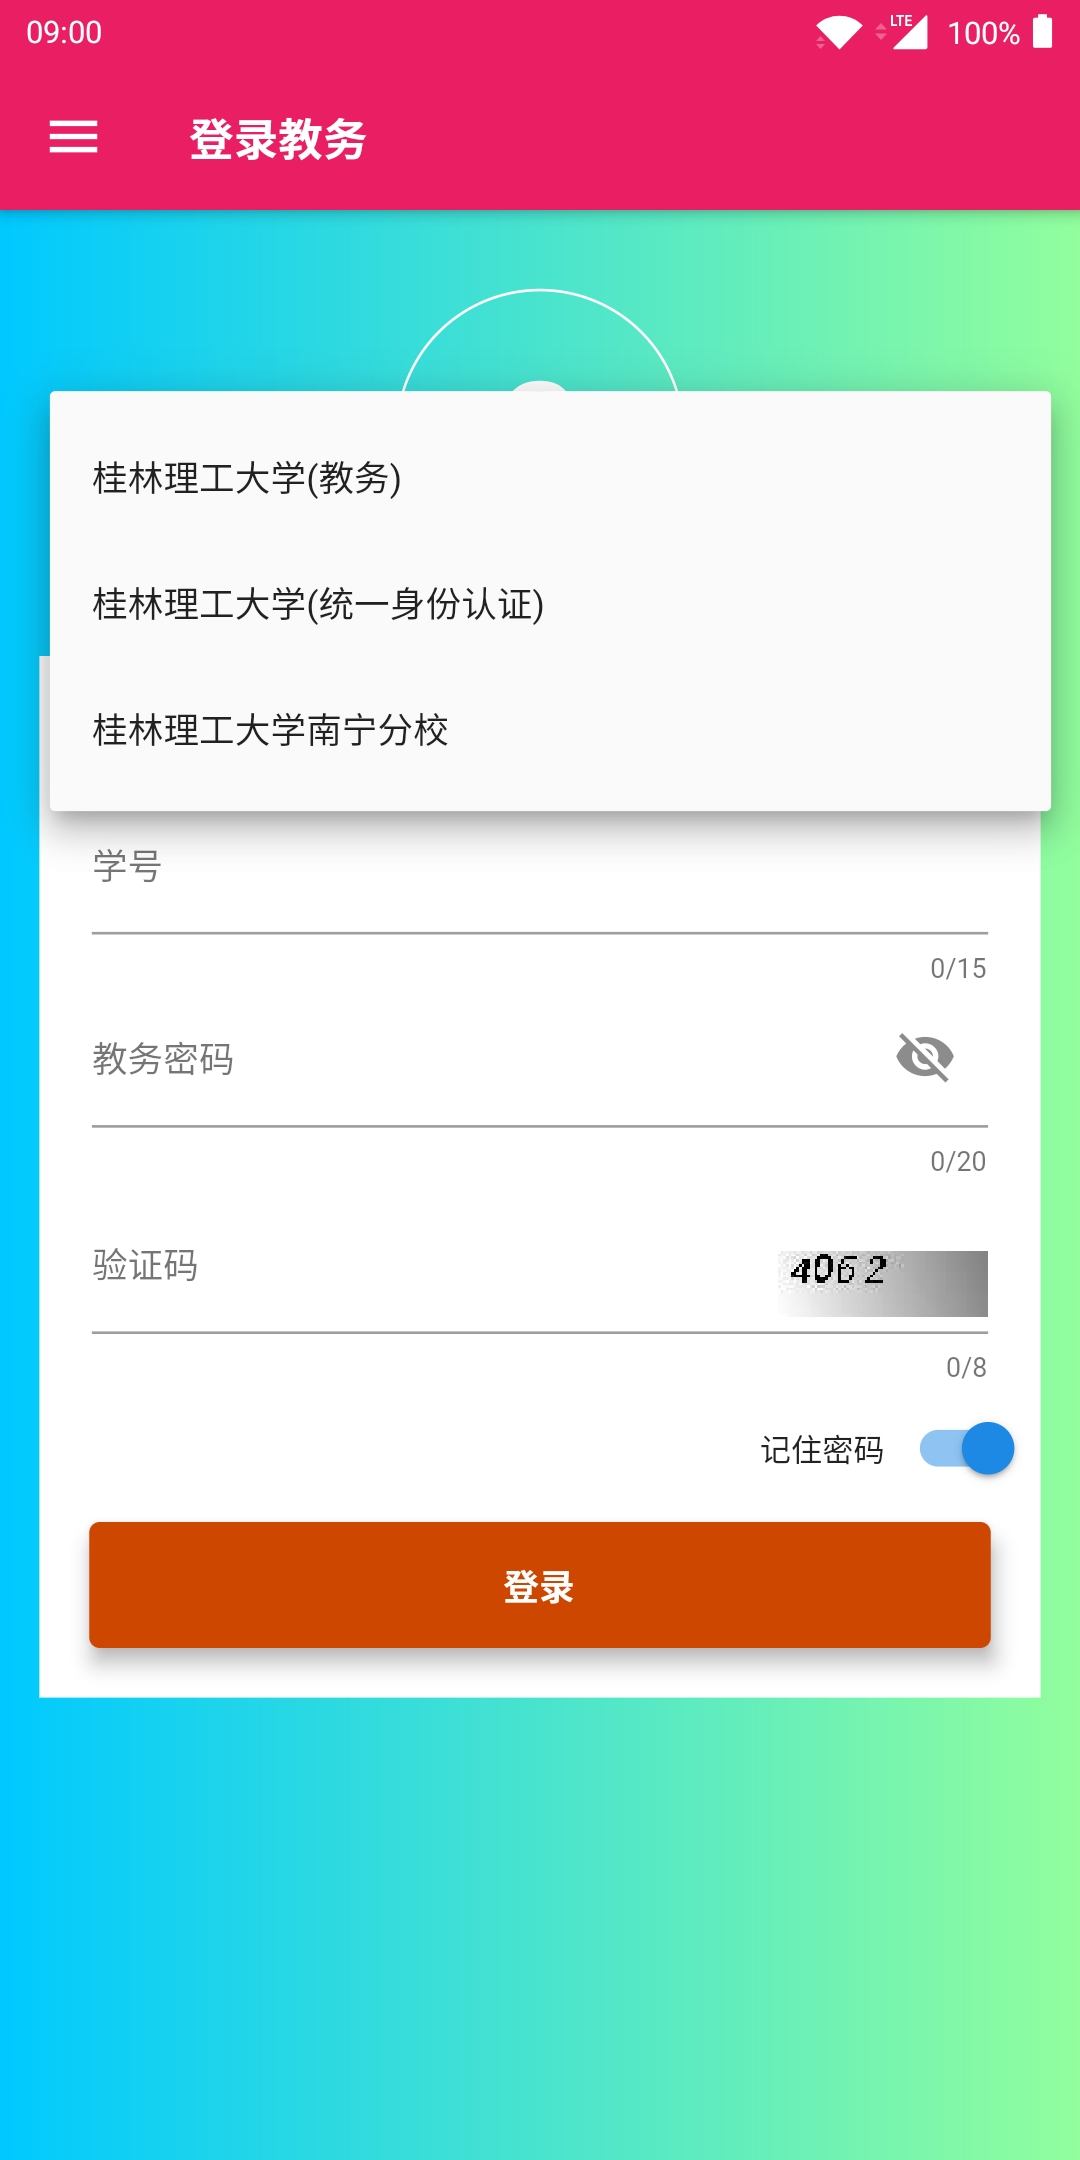 09:00 LTE 100%
登录教务
桂林理工大学(教务)
桂林理工大学(统一身份认证)
桂林理工大学南宁分校
学号
0/15
教务密码
0/20
验证码 4062
0/8
记住密码
登录